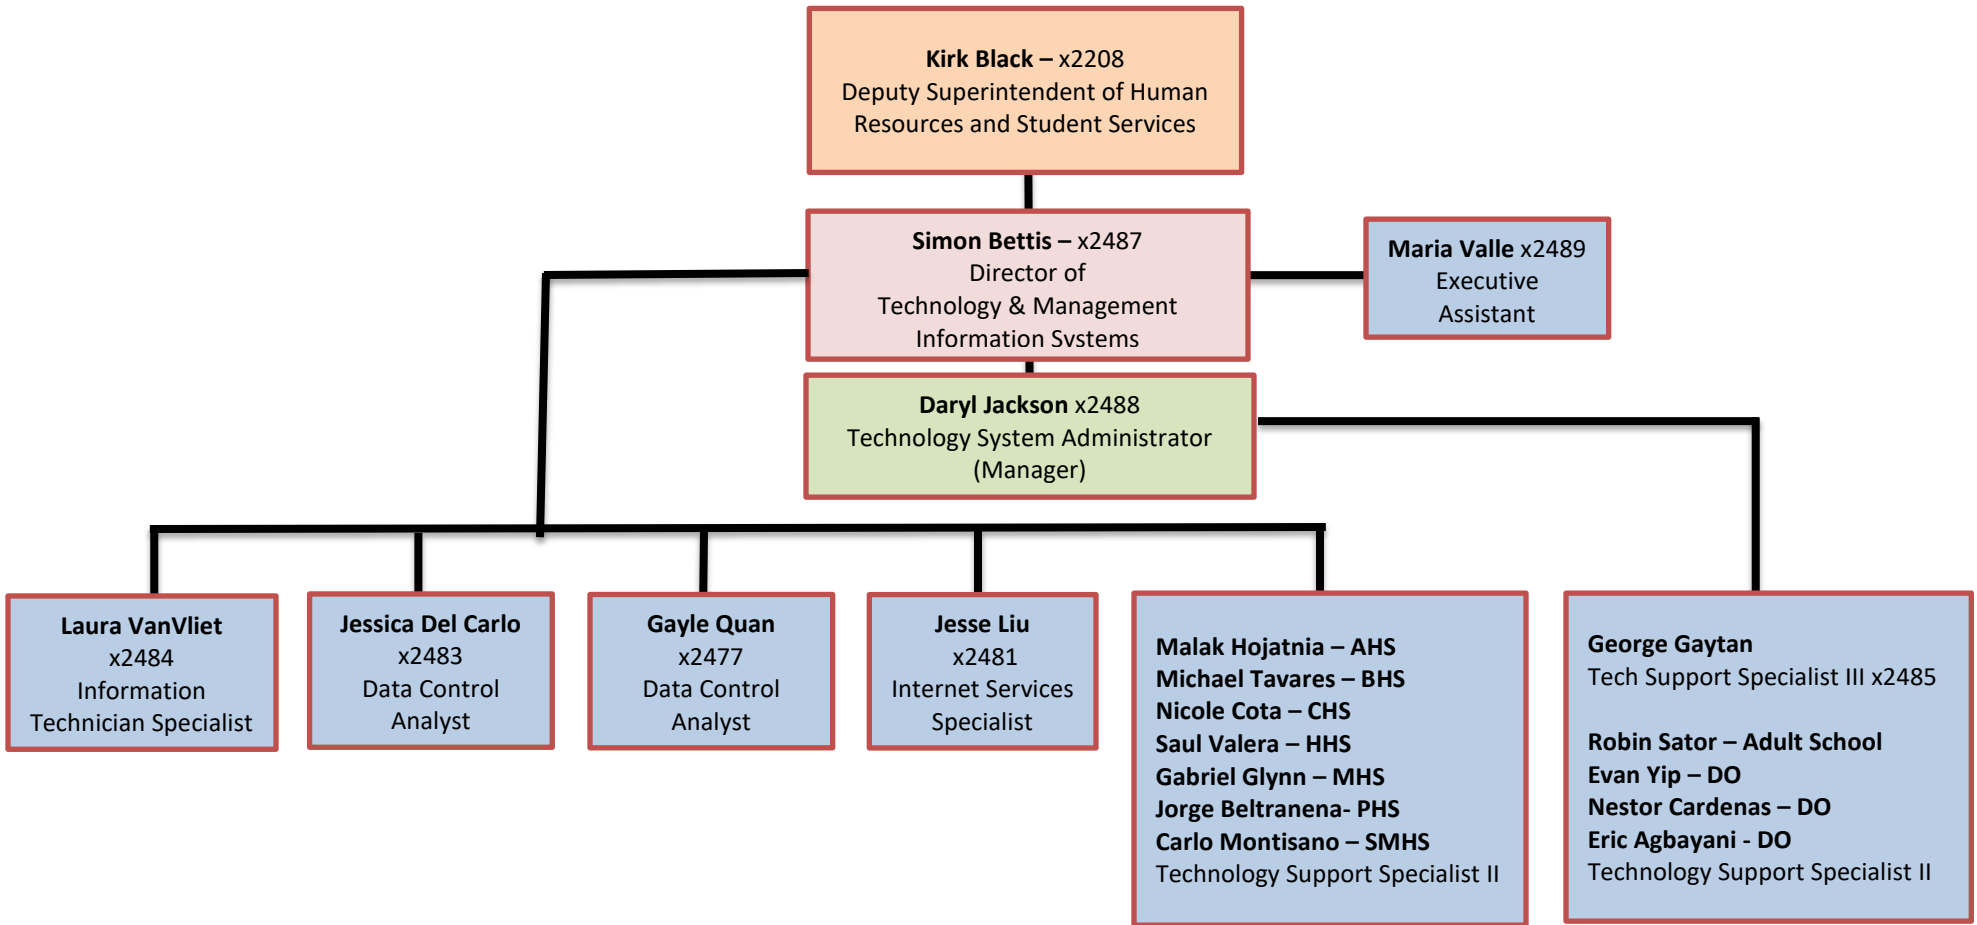 Kirk Black – x2208
Deputy Superintendent of Human
Resources and Student Services
Simon Bettis – x2487
Director of
Technology & Management
Information Systems
Maria Valle x2489
Executive
Assistant
Daryl Jackson x2488
Technology System Administrator
(Manager)
Laura VanVliet
x2484
Information
Technician Specialist
Jessica Del Carlo
x2483
Data Control
Analyst
Gayle Quan
x2477
Data Control
Analyst
Jesse Liu
x2481
Internet Services
Specialist
Malak Hojatnia – AHS
Michael Tavares – BHS
Nicole Cota – CHS
Saul Valera – HHS
Gabriel Glynn – MHS
Jorge Beltranena- PHS
Carlo Montisano – SMHS
Technology Support Specialist II
George Gaytan
Tech Support Specialist III x2485
Robin Sator – Adult School
Evan Yip – DO
Nestor Cardenas – DO
Eric Agbayani - DO
Technology Support Specialist II